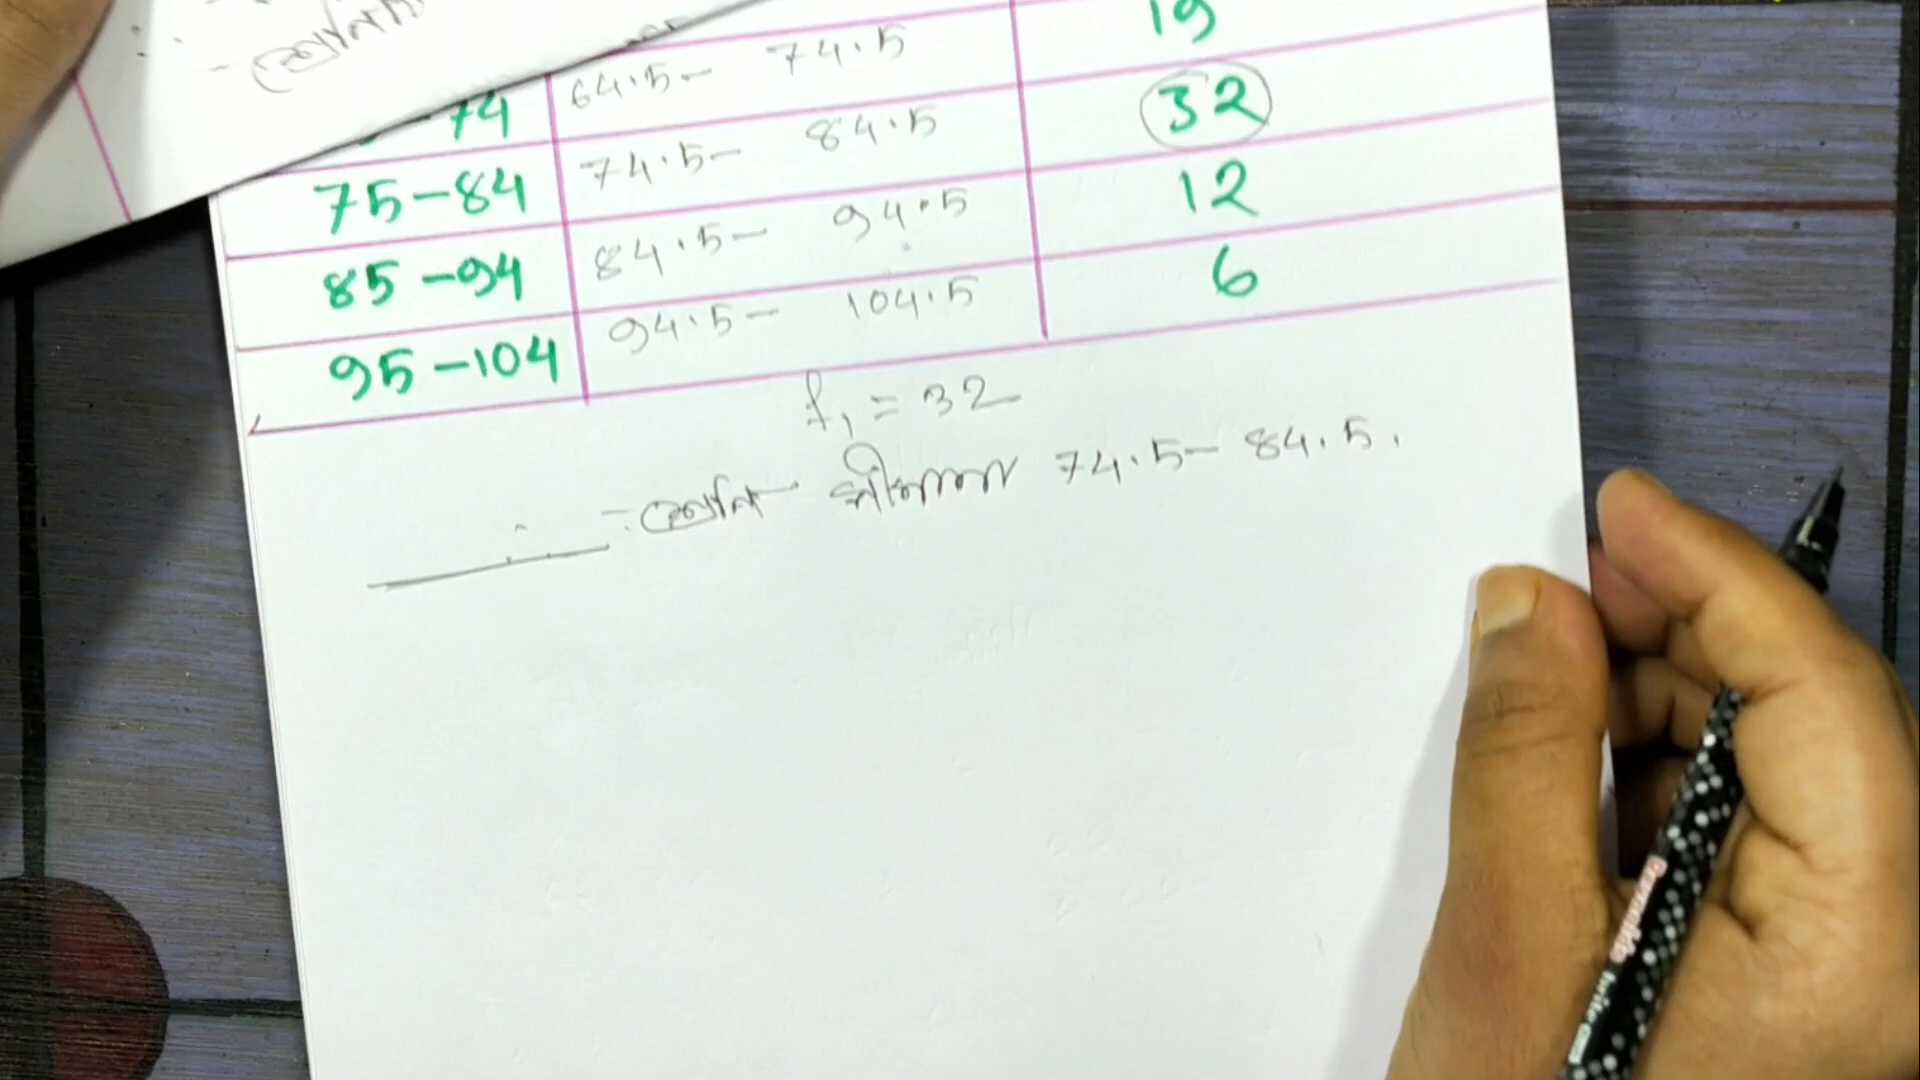 64.5 - 74.5 19
74 74.5 - 84.5 32
75-84 84.5 - 94.5 12
85-94 94.5 - 104.5 6
95-104
f₁ = 32
74.5 - 84.5.